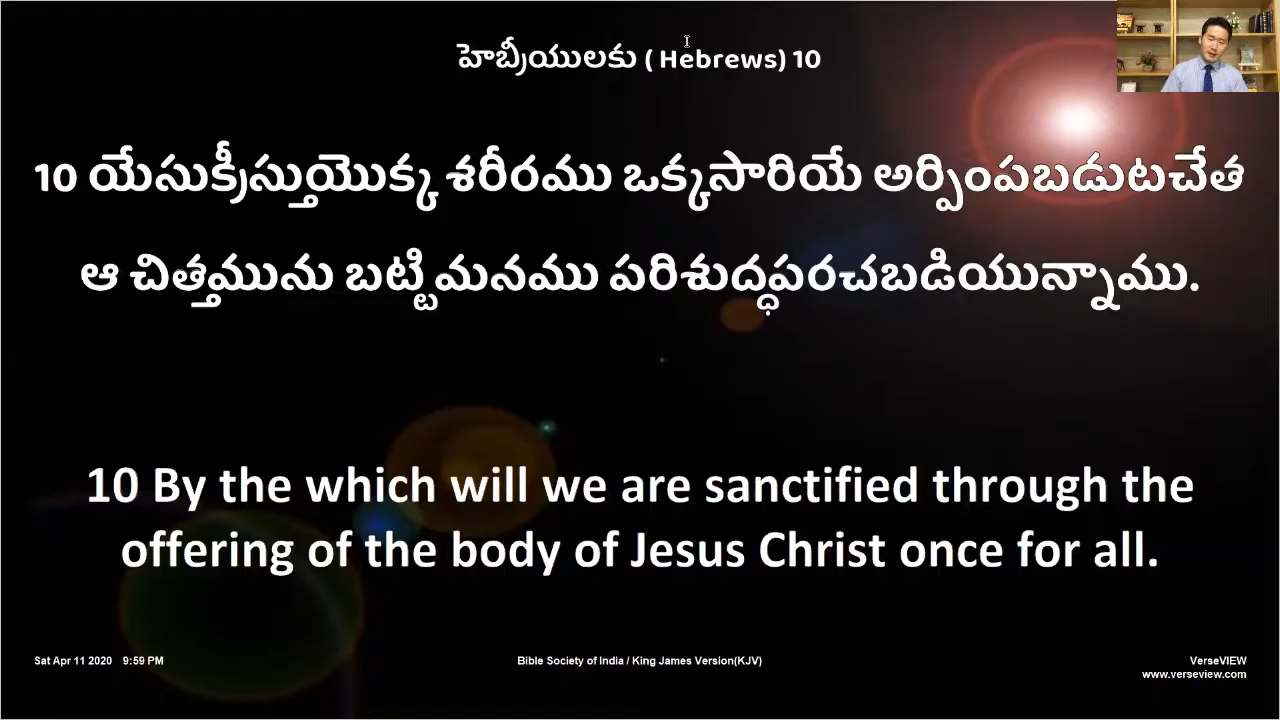 హెబ్రీయులకు ( Hebrews) 10
10 యేసుక్రీస్తుయొక్క శరీరము ఒక్కసారియే అర్పింపబడుటచేత
ఆ చిత్తమును బట్టి మనము పరిశుద్ధపరచబడియున్నాము.
10 By the which will we are sanctified through the
offering of the body of Jesus Christ once for all.
Sat Apr 11 2020 9:59 PM
Bible Society of India / King James Version(KJV)
VerseVIEW
www.verseview.com